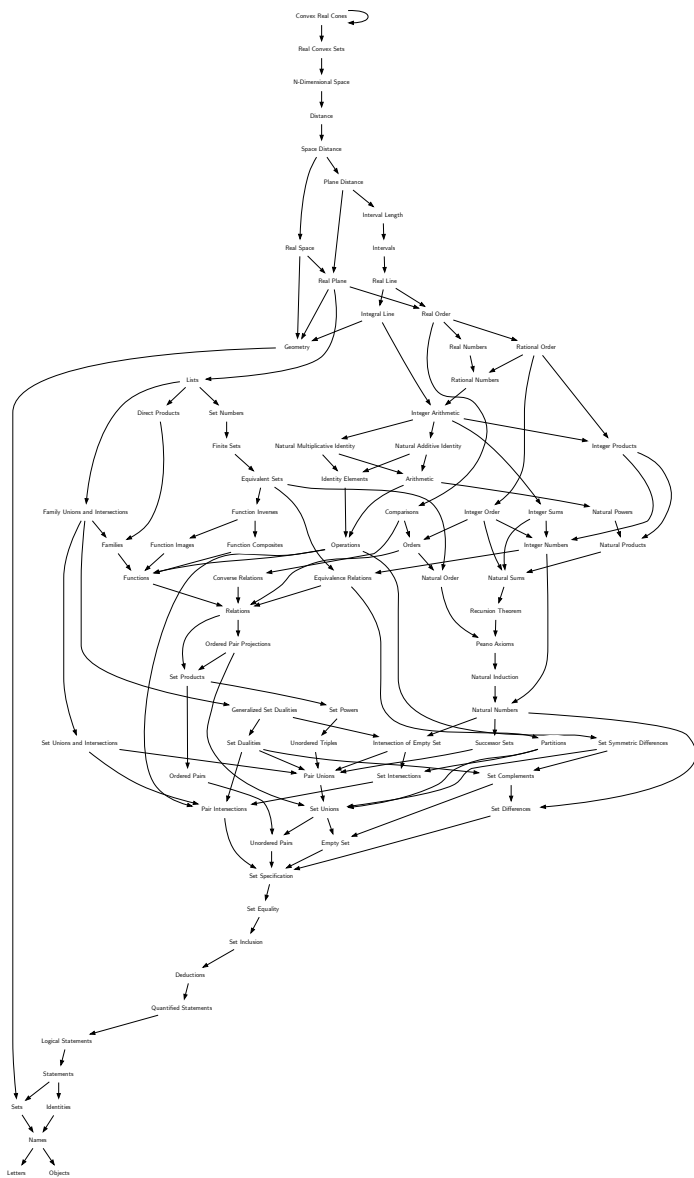 Convex Real Cones
Real Convex Sets
N-Dimensional Space
Distance
Space Distance
Plane Distance
Interval Length
Real Space
Intervals
Real Plane
Real Line
Integral Line
Real Order
Geometry
Real Numbers
Rational Order
Lists
Rational Numbers
Direct Products
Set Numbers
Integer Arithmetic
Finite Sets
Natural Multiplicative Identity
Natural Additive Identity
Integer Products
Equivalent Sets
Identity Elements
Arithmetic
Family Unions and Intersections
Function Inverses
Comparisons
Integer Order
Integer Sums
Natural Powers
Families
Function Images
Function Composites
Operations
Orders
Integer Numbers
Natural Products
Functions
Converse Relations
Equivalence Relations
Natural Order
Natural Sums
Relations
Recursion Theorem
Ordered Pair Projections
Peano Axioms
Set Products
Natural Induction
Generalized Set Dualities
Set Powers
Natural Numbers
Set Unions and Intersections
Set Dualities
Unordered Triples
Intersection of Empty Set
Successor Sets
Partitions
Set Symmetric Differences
Ordered Pairs
Pair Unions
Set Intersections
Set Complements
Pair Intersections
Set Unions
Set Differences
Unordered Pairs
Empty Set
Set Specification
Set Equality
Set Inclusion
Deductions
Quantified Statements
Logical Statements
Statements
Sets
Identities
Names
Letters
Objects